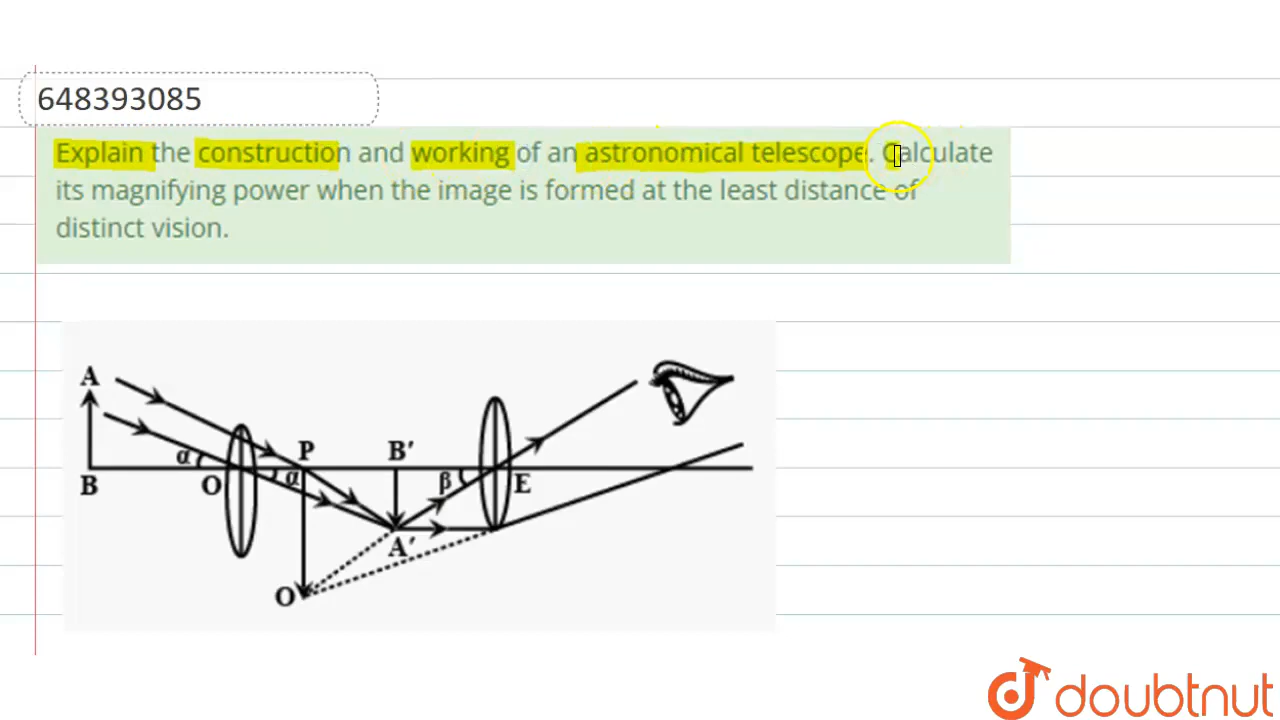 648393085
Explain the construction and working of an astronomical telescope. Calculate
its magnifying power when the image is formed at the least distance of
distinct vision.
A
P
B′
α
α
β
B
O
E
A′
O
doubtnut